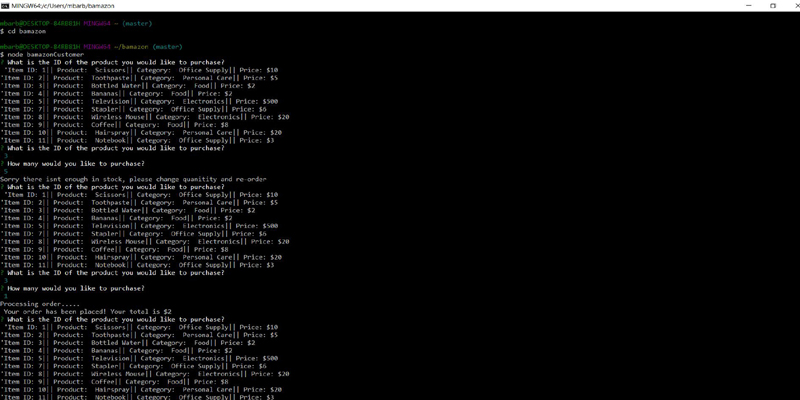 MINGW64:/c/Users/mbarb/bamazon
mbarb@DESKTOP-BARBB1H MINGW64 ~ (master)
$ cd bamazon
mbarb@DESKTOP-BARBB1H MINGW64 ~/bamazon (master)
$ node bamazonCustomer
? What is the ID of the product you would you like to purchase?
'Item ID: 1|| Product:  Scissors|| Category:  Office Supply|| Price: $10
'Item ID: 2|| Product:  Toothpaste|| Category:  Personal Care|| Price: $5
'Item ID: 3|| Product:  Bottled Water|| Category:  Food|| Price: $2
'Item ID: 4|| Product:  Bananas|| Category:  Food|| Price: $2
'Item ID: 5|| Product:  Television|| Category:  Electronics|| Price: $500
'Item ID: 7|| Product:  Stapler|| Category:  Office Supply|| Price: $6
'Item ID: 8|| Product:  Wireless Mouse|| Category:  Electronics|| Price: $20
'Item ID: 9|| Product:  Coffee|| Category:  Food|| Price: $8
'Item ID: 10|| Product:  Hairspray|| Category:  Personal Care|| Price: $20
'Item ID: 11|| Product:  Notebook|| Category:  Office Supply|| Price: $3
? What is the ID of the product you would you like to purchase?
3
? How many would you like to purchase?
5
Sorry there isnt enough in stock, please change quanitity and re-order
? What is the ID of the product you would you like to purchase?
'Item ID: 1|| Product:  Scissors|| Category:  Office Supply|| Price: $10
'Item ID: 2|| Product:  Toothpaste|| Category:  Personal Care|| Price: $5
'Item ID: 3|| Product:  Bottled Water|| Category:  Food|| Price: $2
'Item ID: 4|| Product:  Bananas|| Category:  Food|| Price: $2
'Item ID: 5|| Product:  Television|| Category:  Electronics|| Price: $500
'Item ID: 7|| Product:  Stapler|| Category:  Office Supply|| Price: $6
'Item ID: 8|| Product:  Wireless Mouse|| Category:  Electronics|| Price: $20
'Item ID: 9|| Product:  Coffee|| Category:  Food|| Price: $8
'Item ID: 10|| Product:  Hairspray|| Category:  Personal Care|| Price: $20
'Item ID: 11|| Product:  Notebook|| Category:  Office Supply|| Price: $3
? What is the ID of the product you would you like to purchase?
3
? How many would you like to purchase?
1
Processing order.....
Your order has been placed! Your total is $2
? What is the ID of the product you would you like to purchase?
'Item ID: 1|| Product:  Scissors|| Category:  Office Supply|| Price: $10
'Item ID: 2|| Product:  Toothpaste|| Category:  Personal Care|| Price: $5
'Item ID: 3|| Product:  Bottled Water|| Category:  Food|| Price: $2
'Item ID: 4|| Product:  Bananas|| Category:  Food|| Price: $2
'Item ID: 5|| Product:  Television|| Category:  Electronics|| Price: $500
'Item ID: 7|| Product:  Stapler|| Category:  Office Supply|| Price: $6
'Item ID: 8|| Product:  Wireless Mouse|| Category:  Electronics|| Price: $20
'Item ID: 9|| Product:  Coffee|| Category:  Food|| Price: $8
'Item ID: 10|| Product:  Hairspray|| Category:  Personal Care|| Price: $20
'Item ID: 11|| Product:  Notebook|| Category:  Office Supply|| Price: $3